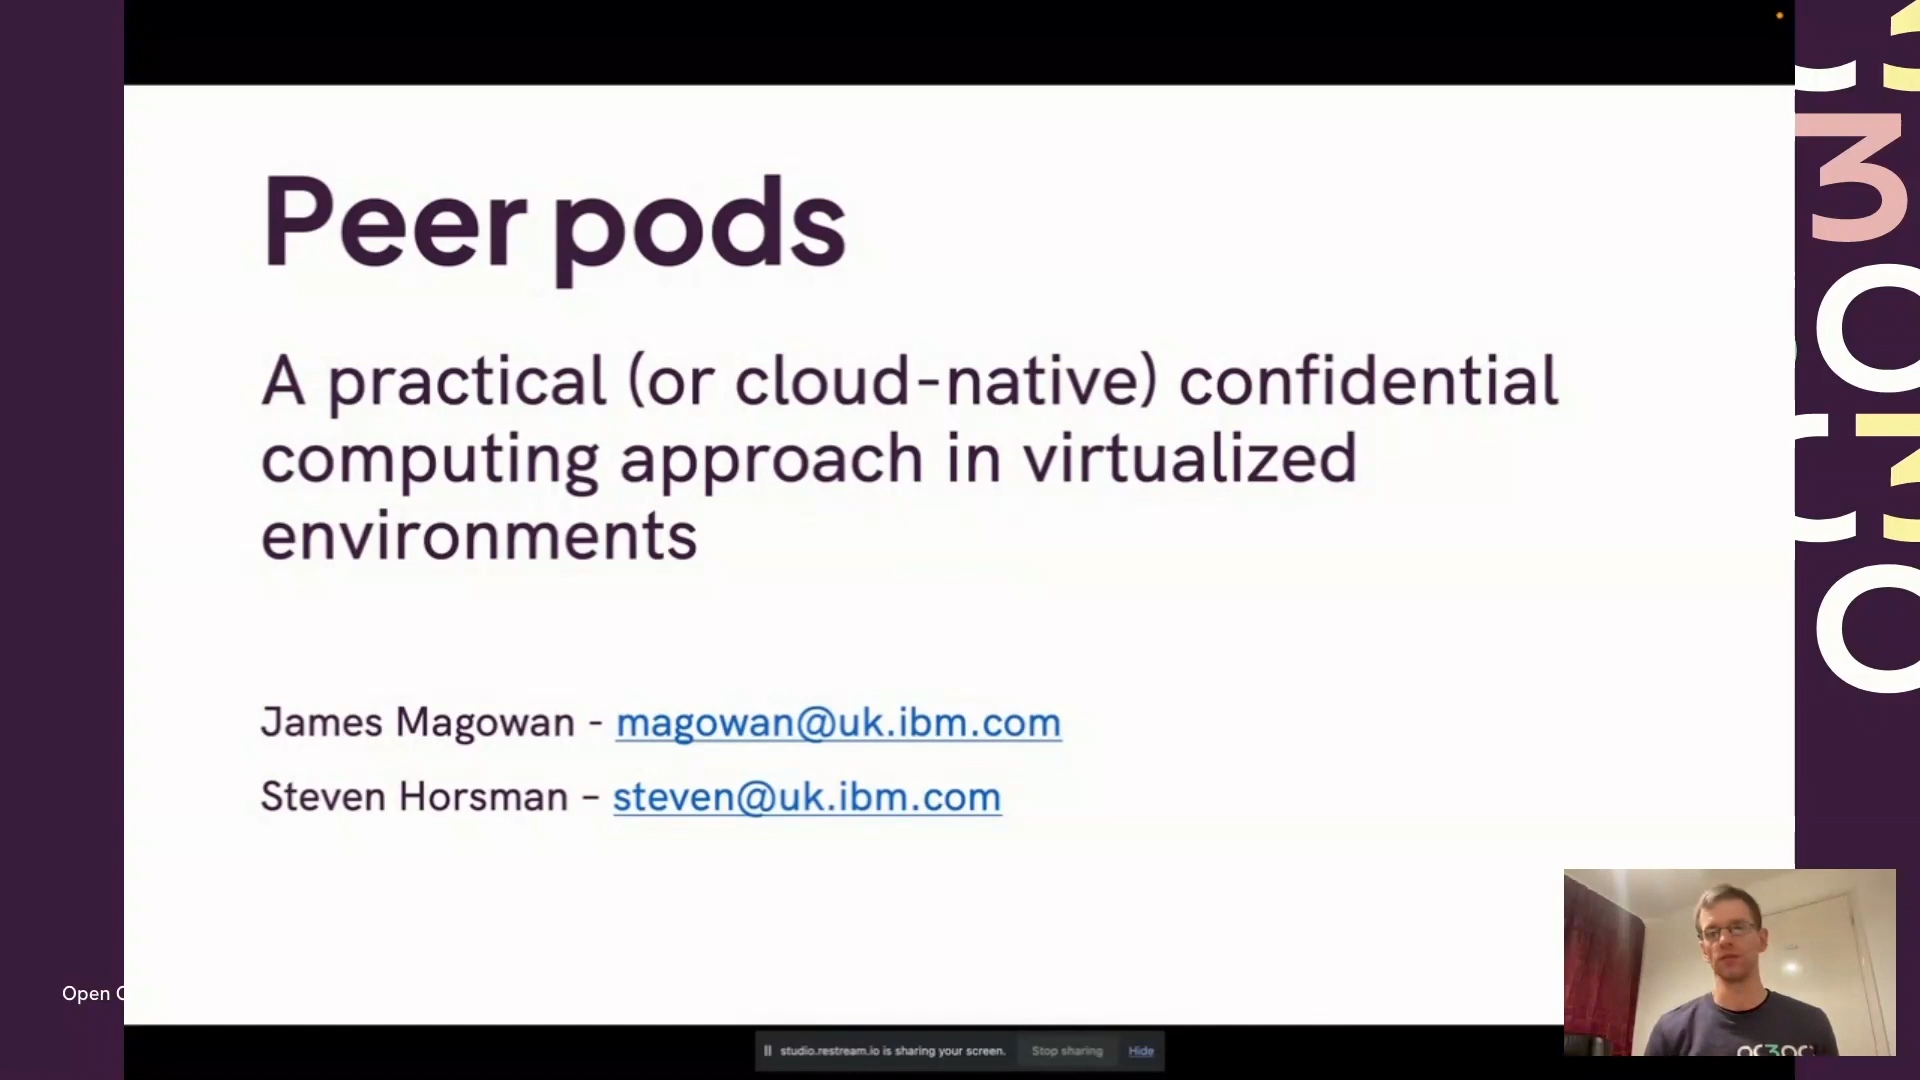 Peer pods
A practical (or cloud-native) confidential
computing approach in virtualized
environments
James Magowan - magowan@uk.ibm.com
Steven Horsman – steven@uk.ibm.com
Open
studio.restream.io is sharing your screen. Stop sharing Hide